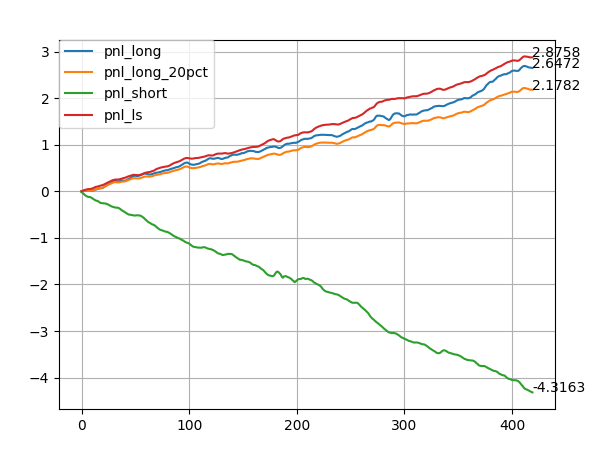 pnl_long
pnl_long_20pct
pnl_short
pnl_ls
3
2
1
0
−1
−2
−3
−4
2.8758
2.6472
2.1782
-4.3163
0 100 200 300 400